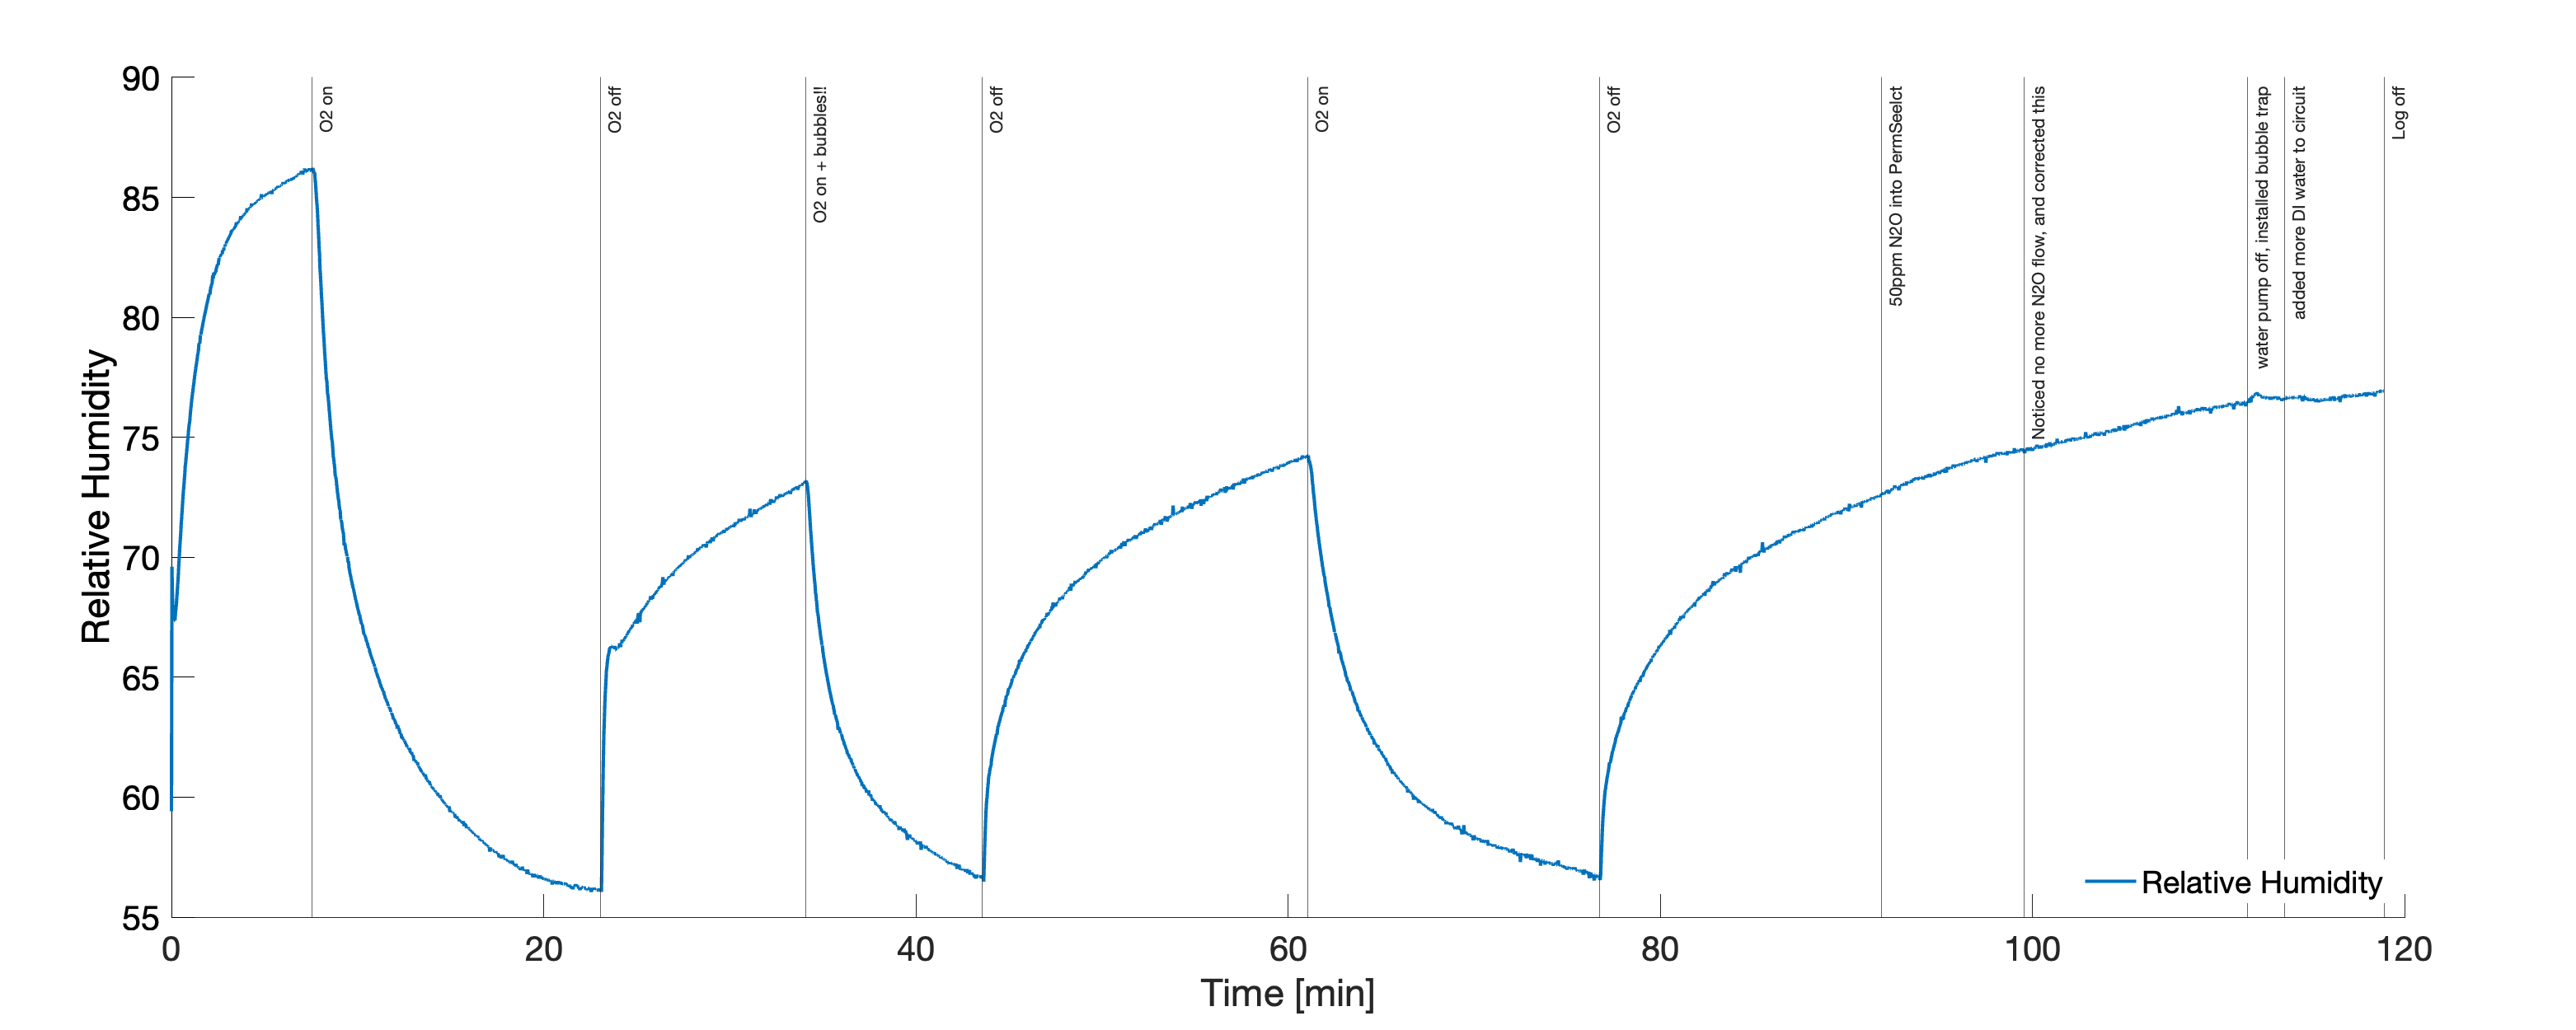 90
85
80
75
70
65
60
55
Relative Humidity
O2 on
O2 off
O2 on + bubbles!!
O2 off
O2 on
O2 off
50ppm N2O into PermSeelct
Noticed no more N2O flow, and corrected this
water pump off, installed bubble trap
added more DI water to circuit
Log off
Relative Humidity
0 20 40 60 80 100 120
Time [min]